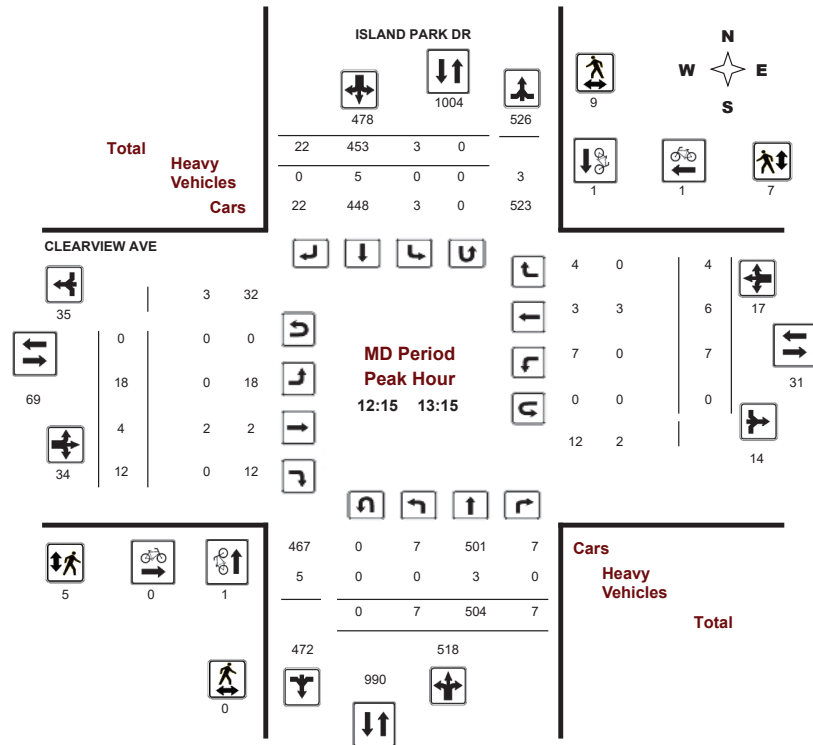 ISLAND PARK DR
N
W E
S
478 1004 526 9
Total 22 453 3 0
Heavy
Vehicles 0 5 0 0 3
Cars 22 448 3 0 523
1 1 7
CLEARVIEW AVE
35
3 32
4 0 4
17
0 0 0
3 3 6
MD Period
Peak Hour
12:15 13:15
69
18 0 18
7 0 7
31
4 2 2
0 0 0
34
12 0 12
12 2
14
467 0 7 501 7
Cars
5 0 0 3 0
Heavy
Vehicles
0 7 504 7
Total
5 0 1
472 990 518
0